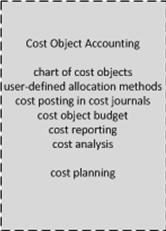 Cost Object Accounting
chart of cost objects
user-defined allocation methods
cost posting in cost journals
cost object budget
cost reporting
cost analysis
cost planning